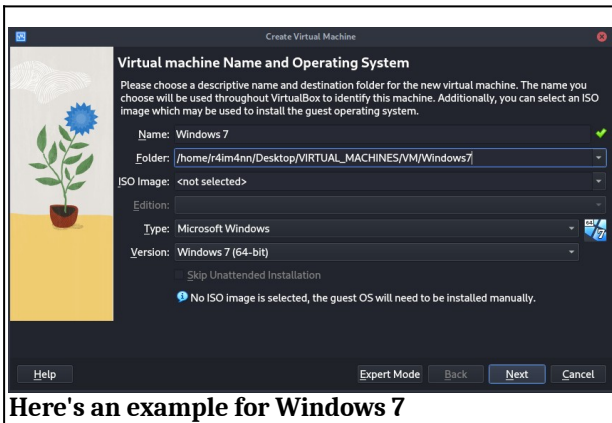 Create Virtual Machine
Virtual machine Name and Operating System
Please choose a descriptive name and destination folder for the new virtual machine. The name you
choose will be used throughout VirtualBox to identify this machine. Additionally, you can select an ISO
image which may be used to install the guest operating system.
Name: Windows 7
Folder: /home/r4im4nn/Desktop/VIRTUAL_MACHINES/VM/Windows7
ISO Image: <not selected>
Edition:
Type: Microsoft Windows
64 7
Version: Windows 7 (64-bit)
Skip Unattended Installation
No ISO image is selected, the guest OS will need to be installed manually.
Help Expert Mode Back Next Cancel
Here's an example for Windows 7